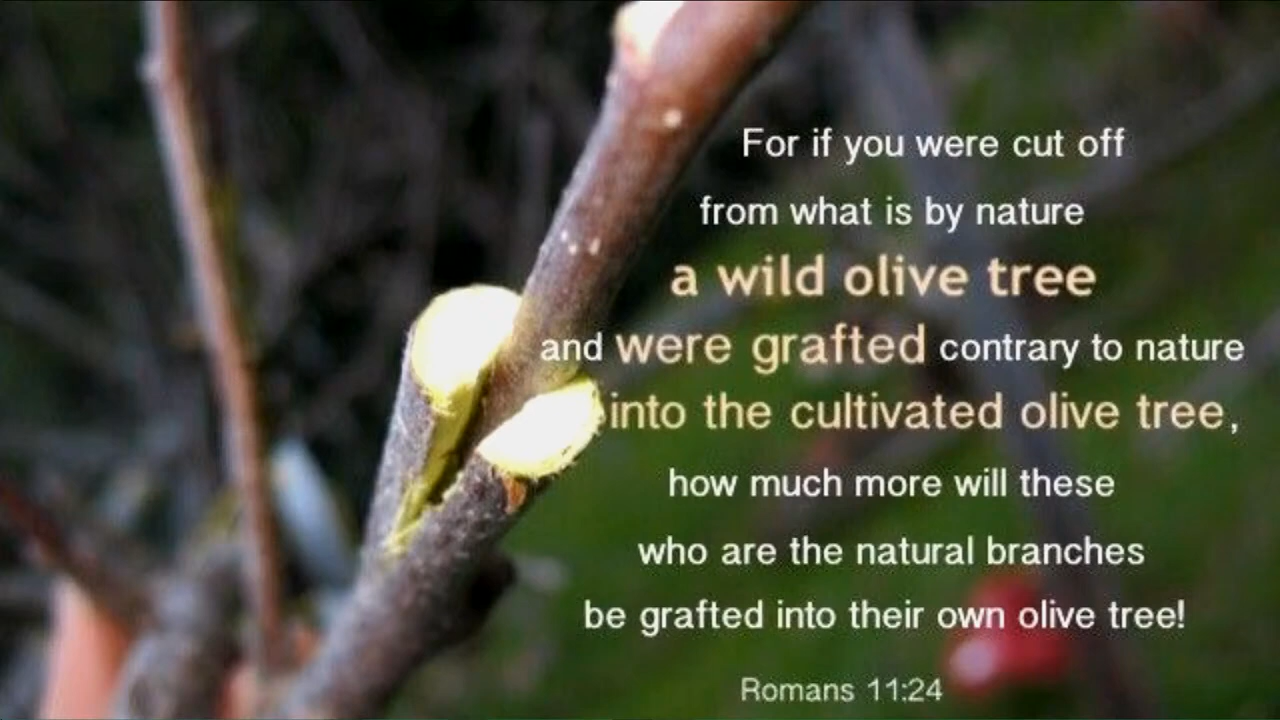 For if you were cut off
from what is by nature
a wild olive tree
and were grafted contrary to nature
into the cultivated olive tree,
how much more will these
who are the natural branches
be grafted into their own olive tree!
Romans 11:24